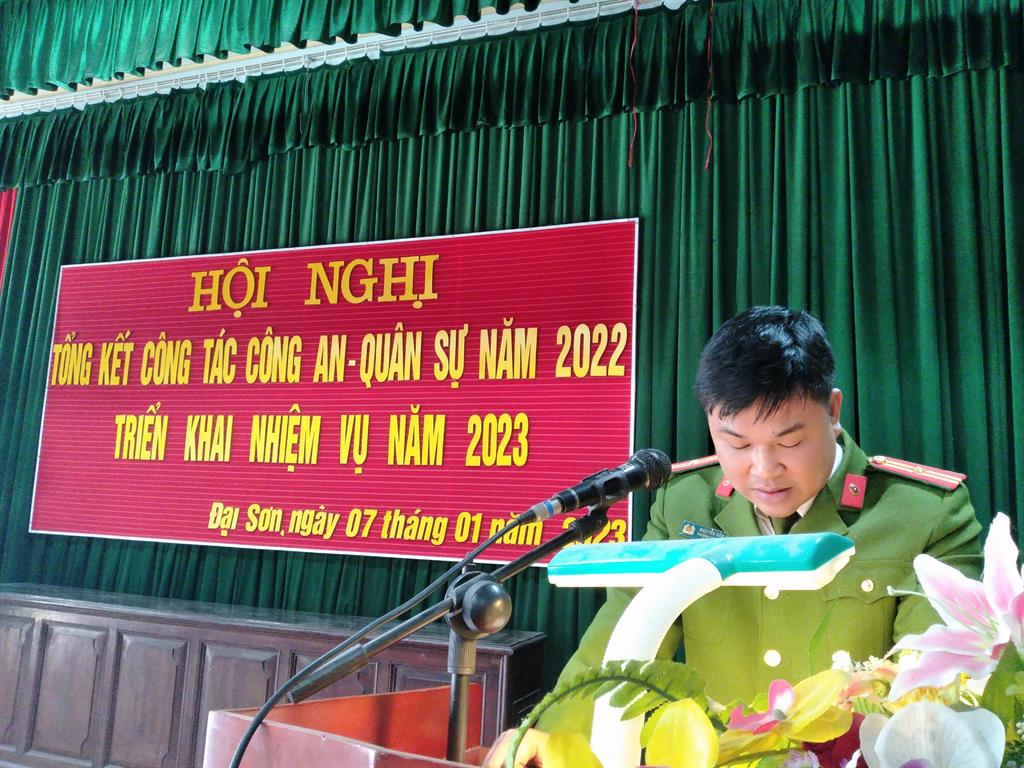 HỘI NGHỊ
TỔNG KẾT CÔNG TÁC CÔNG AN-QUÂN SỰ NĂM 2022
TRIỂN KHAI NHIỆM VỤ NĂM 2023
Đại Sơn, ngày 07 tháng 01 năm 2023